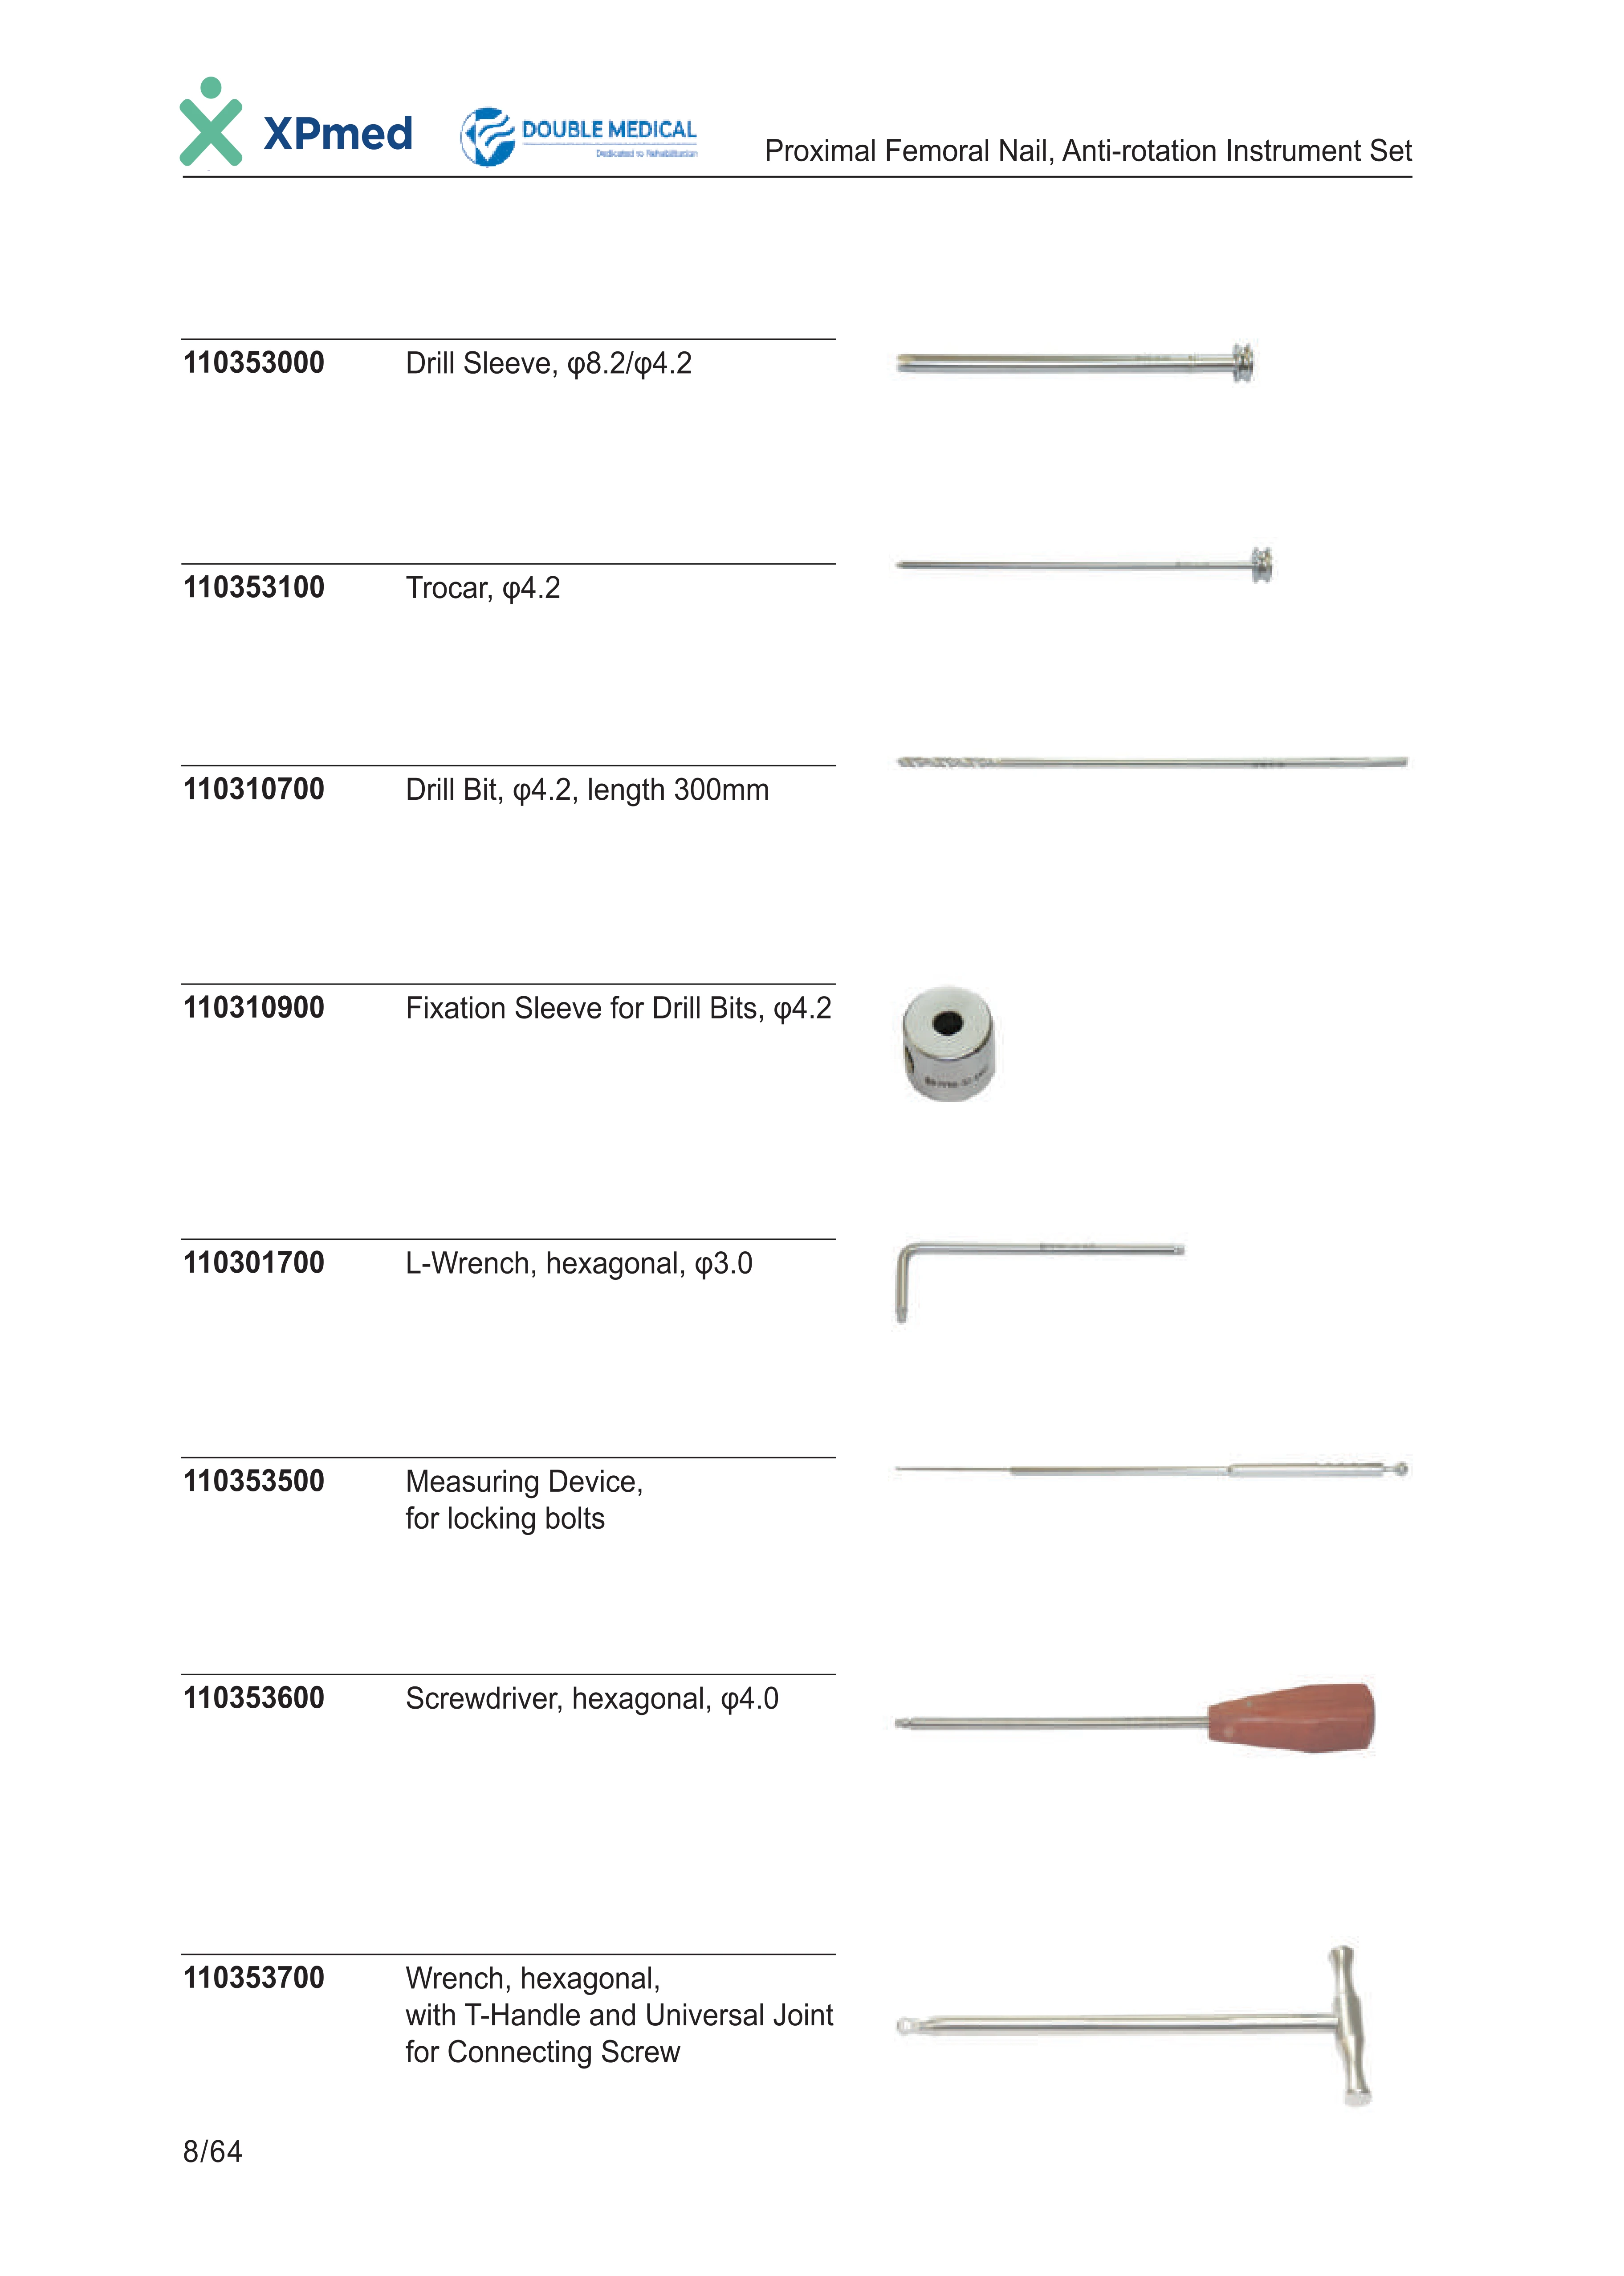 XPmed
DOUBLE MEDICAL
Dedicated to Rehabilitation
Proximal Femoral Nail, Anti-rotation Instrument Set
110353000 Drill Sleeve, φ8.2/φ4.2
110353100 Trocar, φ4.2
110310700 Drill Bit, φ4.2, length 300mm
110310900 Fixation Sleeve for Drill Bits, φ4.2
110301700 L-Wrench, hexagonal, φ3.0
110353500 Measuring Device,
for locking bolts
110353600 Screwdriver, hexagonal, φ4.0
110353700 Wrench, hexagonal,
with T-Handle and Universal Joint
for Connecting Screw
8/64